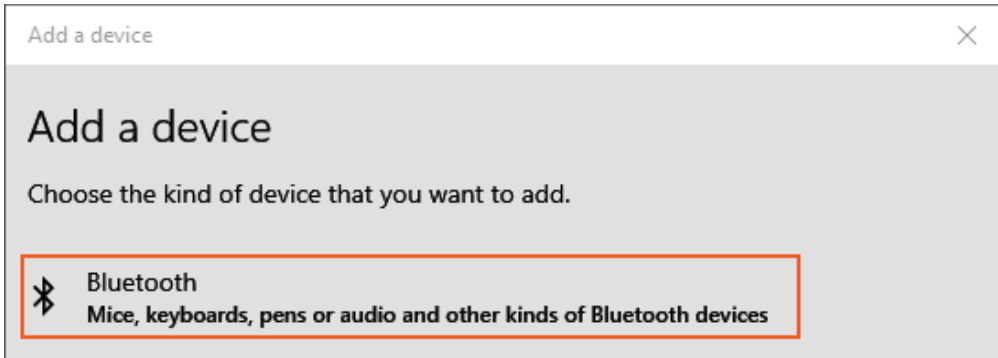 Add a device
Add a device
Choose the kind of device that you want to add.
Bluetooth
Mice, keyboards, pens or audio and other kinds of Bluetooth devices